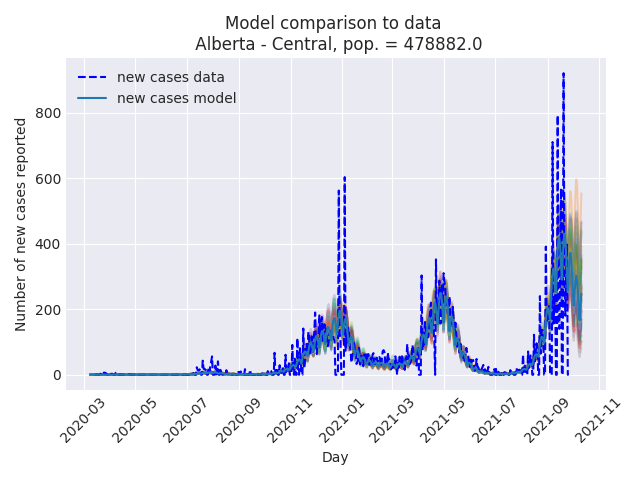 Model comparison to data
Alberta - Central, pop. = 478882.0
new cases data
new cases model
Number of new cases reported
800
600
400
200
0
2020-03
2020-05
2020-07
2020-09
2020-11
2021-01
2021-03
2021-05
2021-07
2021-09
2021-11
Day